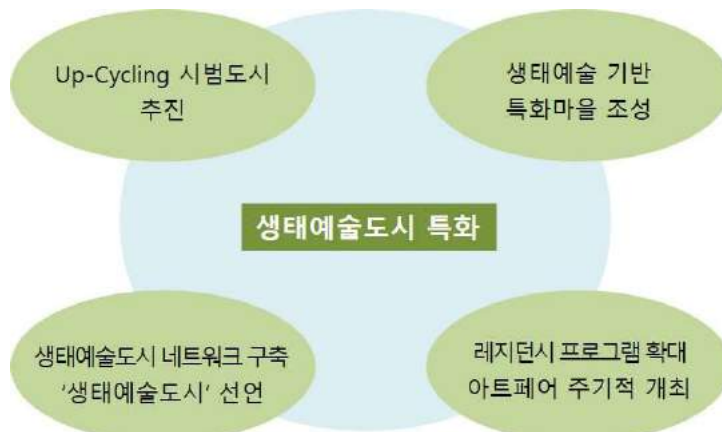 Up-Cycling 시범도시
추진
생태예술 기반
특화마을 조성
생태예술도시 특화
생태예술도시 네트워크 구축
‘생태예술도시’ 선언
레지던시 프로그램 확대
아트페어 주기적 개최